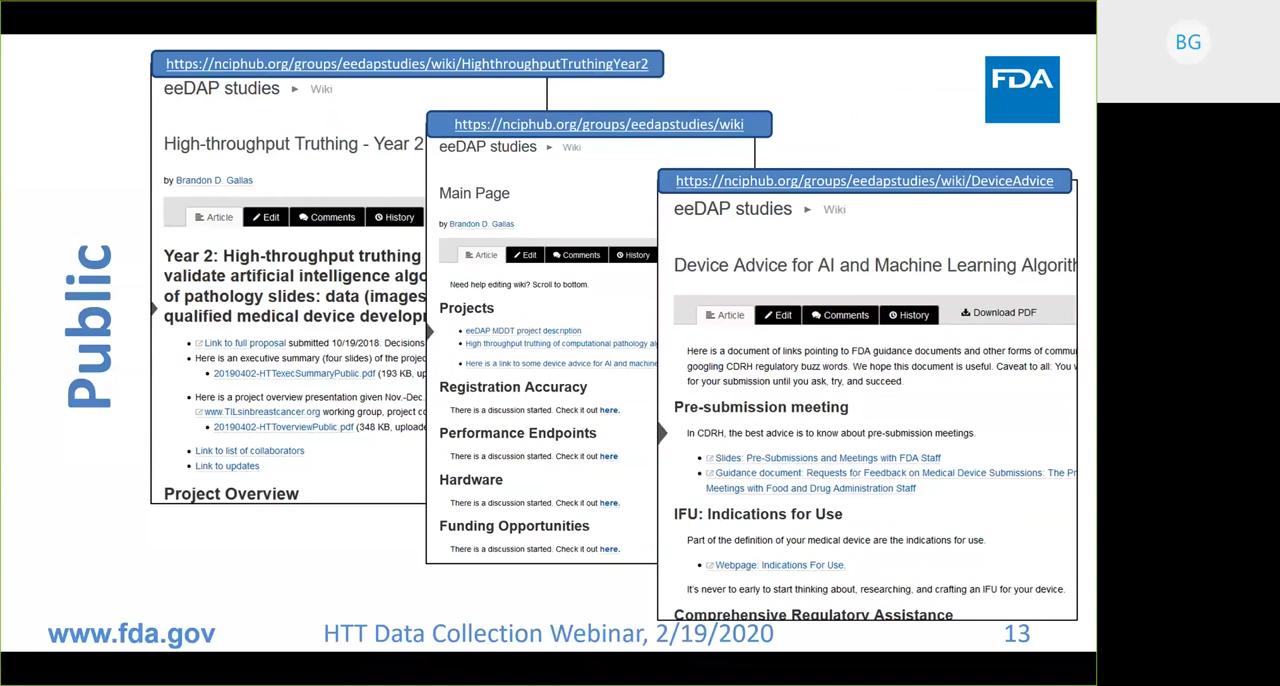 https://nciphub.org/groups/eedapstudies/wiki/HighthroughputTruthingYear2
eeDAP studies ► Wiki
High-throughput Truthing - Year 2
by Brandon D. Gallas
Article Edit Comments History
Year 2: High-throughput truthing
validate artificial intelligence algo
of pathology slides: data (images
qualified medical device develop
Link to full proposal submitted 10/19/2018. Decisions
Here is an executive summary (four slides) of the projec
20190402-HTTexecSummaryPublic.pdf (193 KB, up
Here is a project overview presentation given Nov.-Dec.
www.TILsinbreastcancer.org working group, project co
20190402-HTToverviewPublic.pdf (348 KB, uploade
Link to list of collaborators
Link to updates
Project Overview
https://nciphub.org/groups/eedapstudies/wiki
eeDAP studies ► Wiki
Main Page
by Brandon D. Gallas
Article Edit Comments History
Need help editing wiki? Scroll to bottom.
Projects
eeDAP MDDT project description
High throughput truthing of computational pathology al
Here is a link to some device advice for AI and machine
Registration Accuracy
There is a discussion started. Check it out here.
Performance Endpoints
There is a discussion started. Check it out here
Hardware
There is a discussion started. Check it out here.
Funding Opportunities
There is a discussion started. Check it out here.
https://nciphub.org/groups/eedapstudies/wiki/DeviceAdvice
eeDAP studies ► Wiki
Device Advice for AI and Machine Learning Algorith
Article Edit Comments History Download PDF
Here is a document of links pointing to FDA guidance documents and other forms of commu
googling CDRH regulatory buzz words. We hope this document is useful. Caveat to all: You w
for your submission until you ask, try, and succeed.
Pre-submission meeting
In CDRH, the best advice is to know about pre-submission meetings.
Slides: Pre-Submissions and Meetings with FDA Staff
Guidance document: Requests for Feedback on Medical Device Submissions: The Pr
Meetings with Food and Drug Administration Staff
IFU: Indications for Use
Part of the definition of your medical device are the indications for use.
Webpage: Indications For Use.
It's never to early to start thinking about, researching, and crafting an IFU for your device.
Comprehensive Regulatory Assistance
FDA
BG
Public
www.fda.gov
HTT Data Collection Webinar, 2/19/2020
13